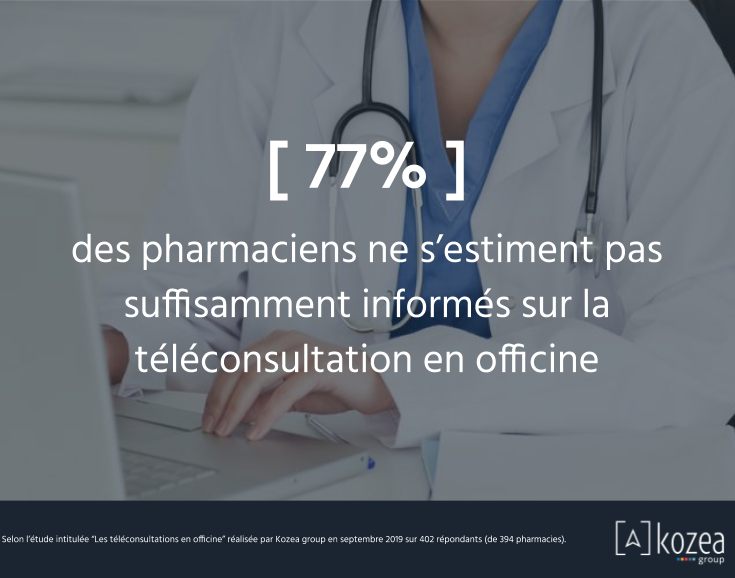 [ 77% ]
des pharmaciens ne s’estiment pas
suffisamment informés sur la
téléconsultation en officine
Selon l’étude intitulée “Les téléconsultations en officine” réalisée par Kozea group en septembre 2019 sur 402 répondants (de 394 pharmacies).
[A] kozea
group